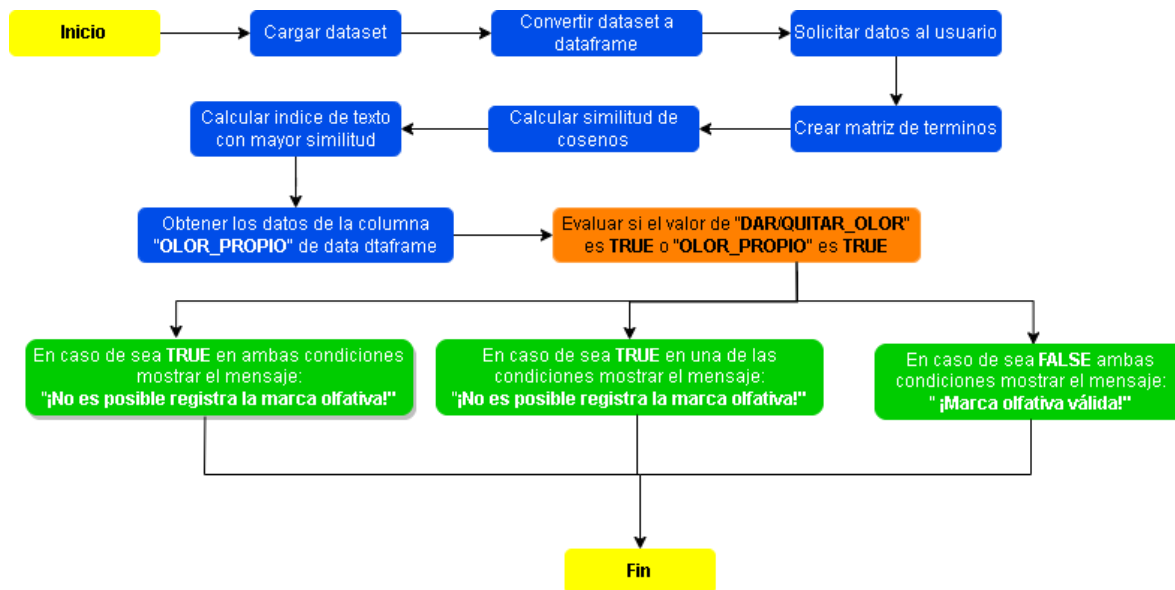 Inicio
Cargar dataset
Convertir dataset a
dataframe
Solicitar datos al usuario
Crear matriz de terminos
Calcular similitud de
cosenos
Calcular indice de texto
con mayor similitud
Obtener los datos de la columna
"OLOR_PROPIO" de data dtaframe
Evaluar si el valor de "DAR/QUITAR_OLOR"
es TRUE o "OLOR_PROPIO" es TRUE
En caso de sea TRUE en ambas condiciones
mostrar el mensaje:
"¡No es posible registra la marca olfativa!"
En caso de sea TRUE en una de las
condiciones mostrar el mensaje:
"¡No es posible registra la marca olfativa!"
En caso de sea FALSE ambas
condiciones mostrar el mensaje:
" ¡Marca olfativa válida!"
Fin